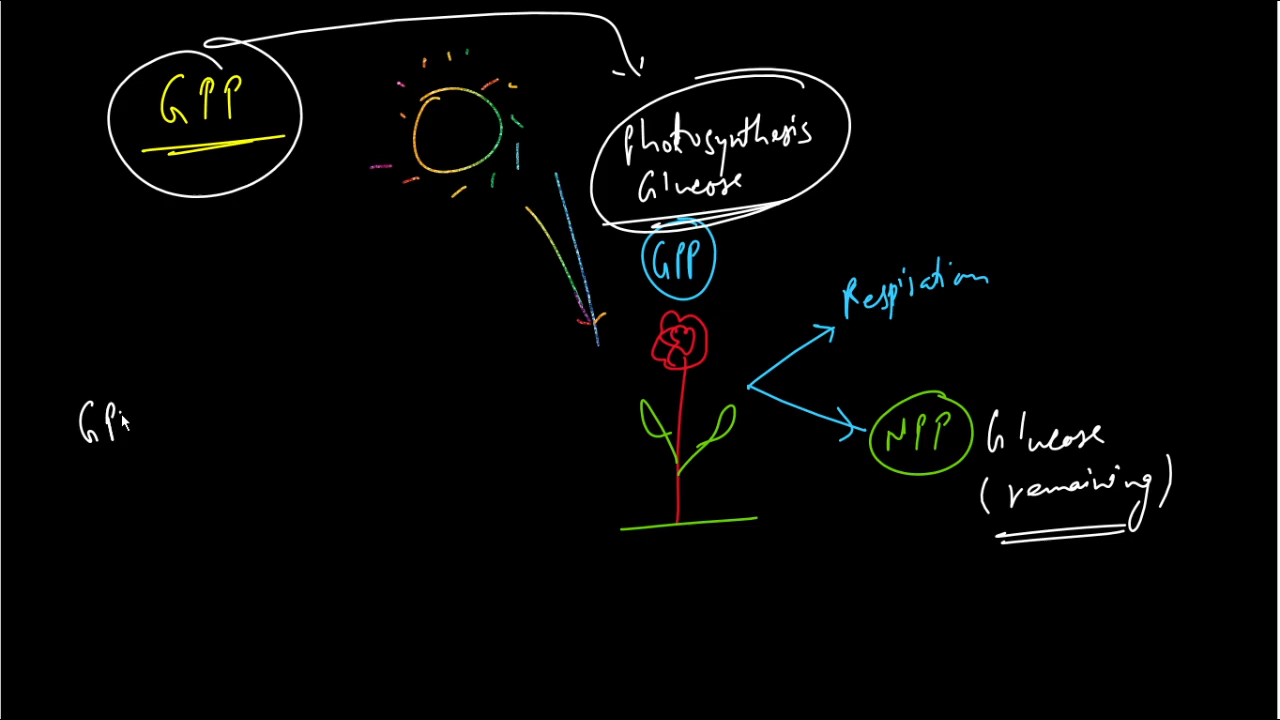 GPP
Photosynthesis
Glucose
GPP
Respiration
NPP Glucose
(remaining)
GP